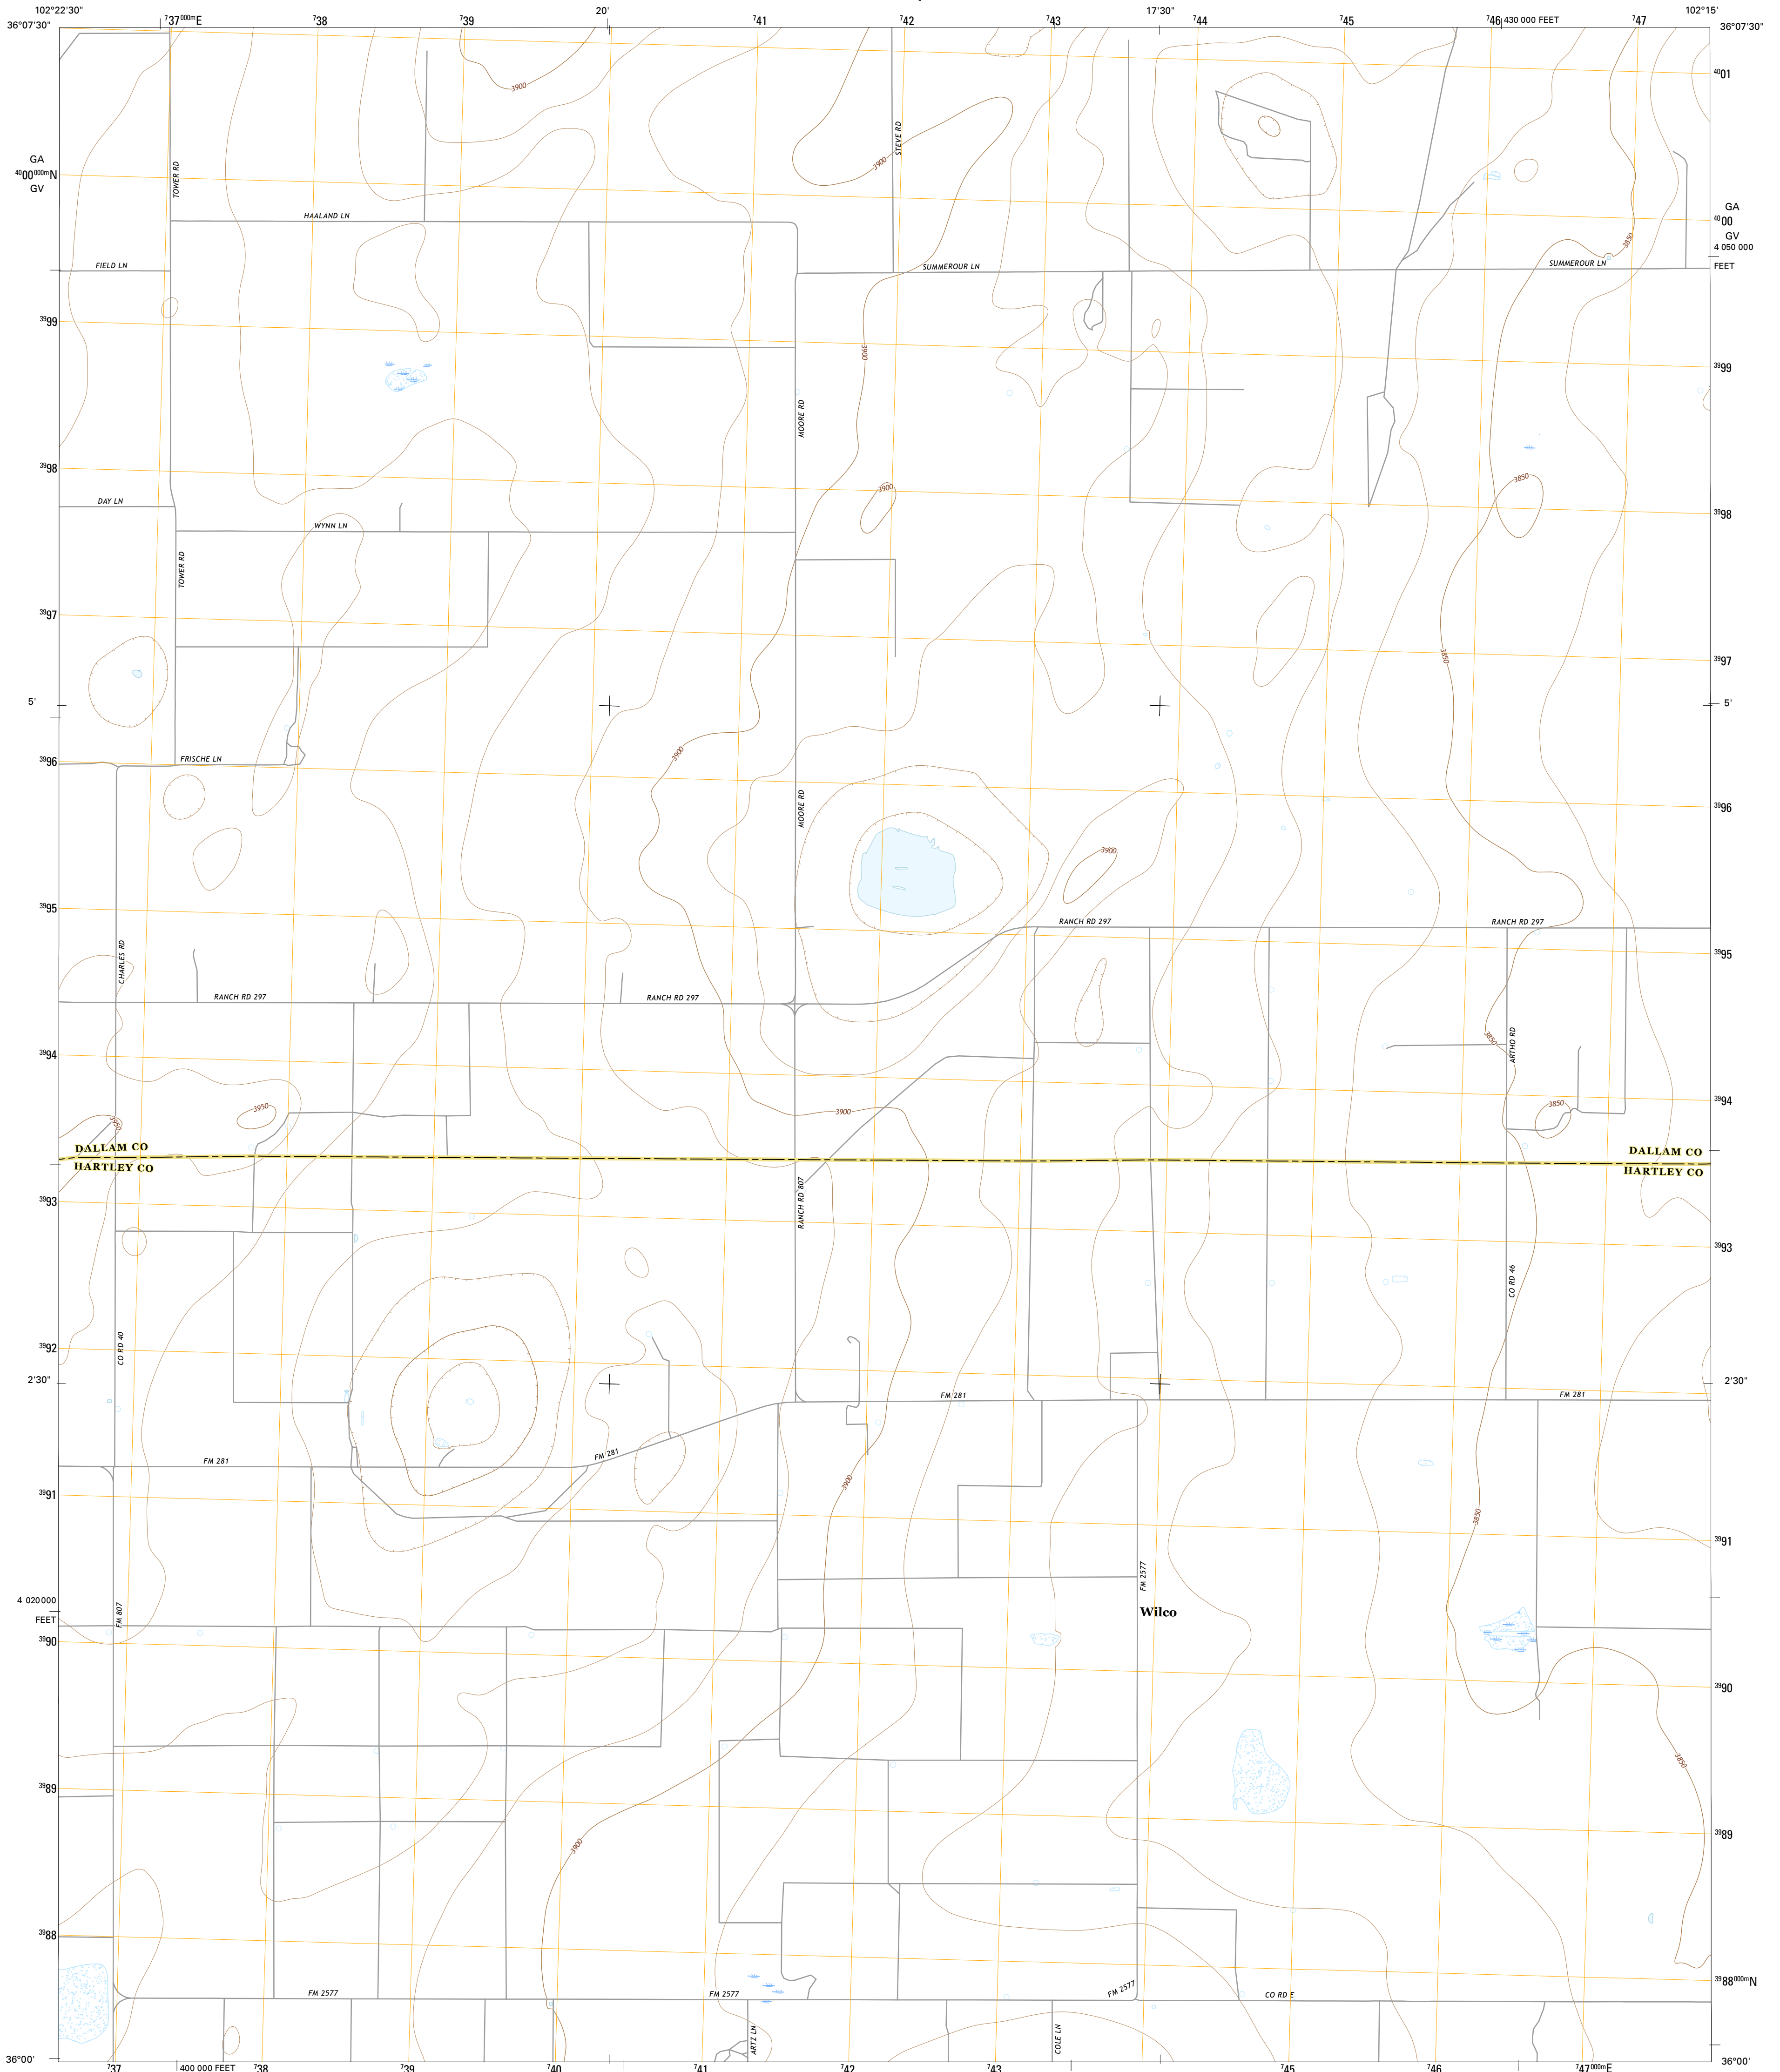 102°22'30"
⁷37⁰⁰⁰ᵐE
⁷38
⁷39
20'
⁷41
⁷42
⁷43
17'30"
⁷44
⁷45
⁷46
430 000 FEET
⁷47
102°15'
36°07'30"
36°07'30"
⁴⁰01
3900
STEVE RD
3900
GA
⁴⁰00⁰⁰⁰ᵐN
GV
TOWER RD
GA
⁴⁰00
GV
4 050 000
FEET
HAALAND LN
3850
FIELD LN
SUMMEROUR LN
SUMMEROUR LN
³⁹99
3900
³⁹99
MOORE RD
³⁹98
3900
3850
DAY LN
³⁹98
WYNN LN
TOWER RD
³⁹97
3850
³⁹97
5'
5'
3900
FRISCHE LN
³⁹96
MOORE RD
³⁹96
3900
³⁹95
RANCH RD 297
RANCH RD 297
CHARLES RD
³⁹95
RANCH RD 297
RANCH RD 297
3850
ARTHO RD
³⁹94
3950
3950
3900
3850
³⁹94
DALLAM CO
HARTLEY CO
DALLAM CO
HARTLEY CO
³⁹93
RANCH RD 807
³⁹93
CO RD 46
³⁹92
CO RD 40
2'30"
2'30"
FM 281
FM 281
FM 281
FM 281
3900
³⁹91
3850
³⁹91
FM 2577
4 020 000
FEET
FM 807
Wilco
³⁹90
³⁹90
3850
³⁹89
³⁹89
3900
³⁹88
³⁹88⁰⁰⁰ᵐN
FM 2577
FM 2577
FM 2577
CO RD E
ARTZ LN
COLE LN
36°00'
36°00'
⁷37
400 000 FEET
⁷38
⁷39
⁷40
⁷41
⁷42
⁷43
⁷45
⁷46
⁷47⁰⁰⁰ᵐE